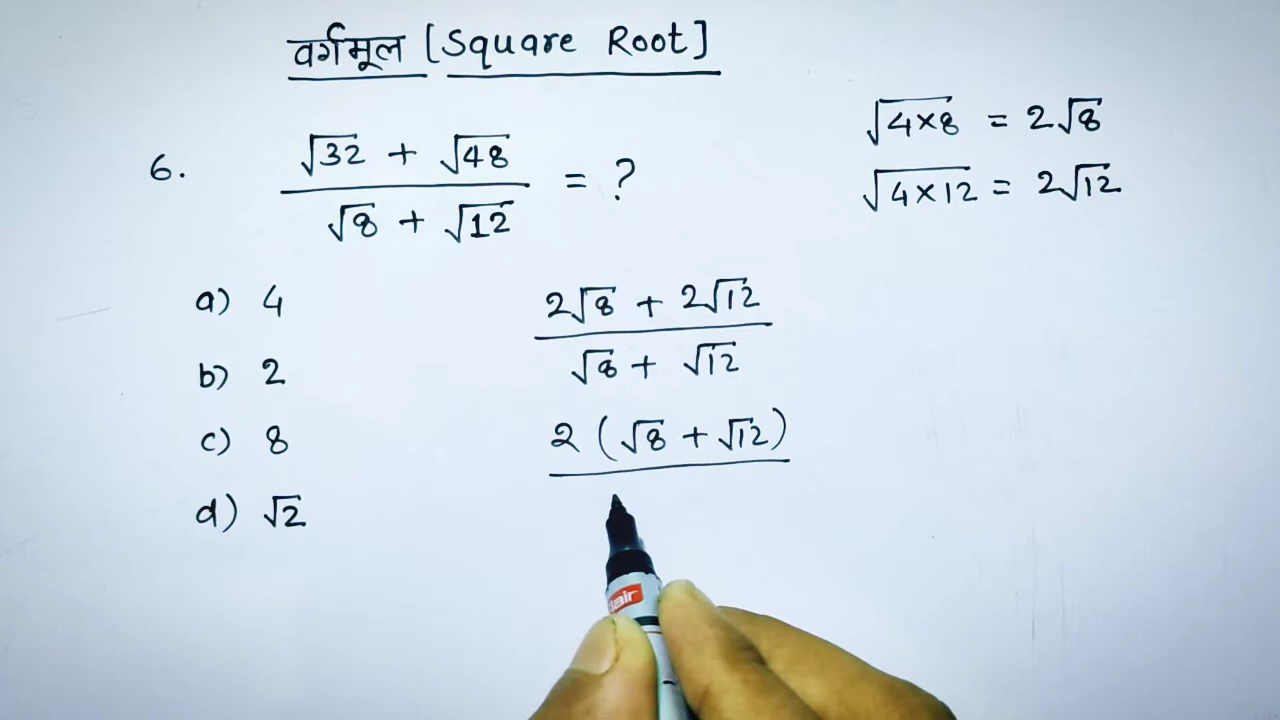 वर्गमूल [Square Root]
6. (√32 + √48) / (√8 + √12) = ?
√(4×8) = 2√8
√(4×12) = 2√12
a) 4
b) 2
c) 8
d) √2
(2√8 + 2√12) / (√8 + √12)
2 (√8 + √12)